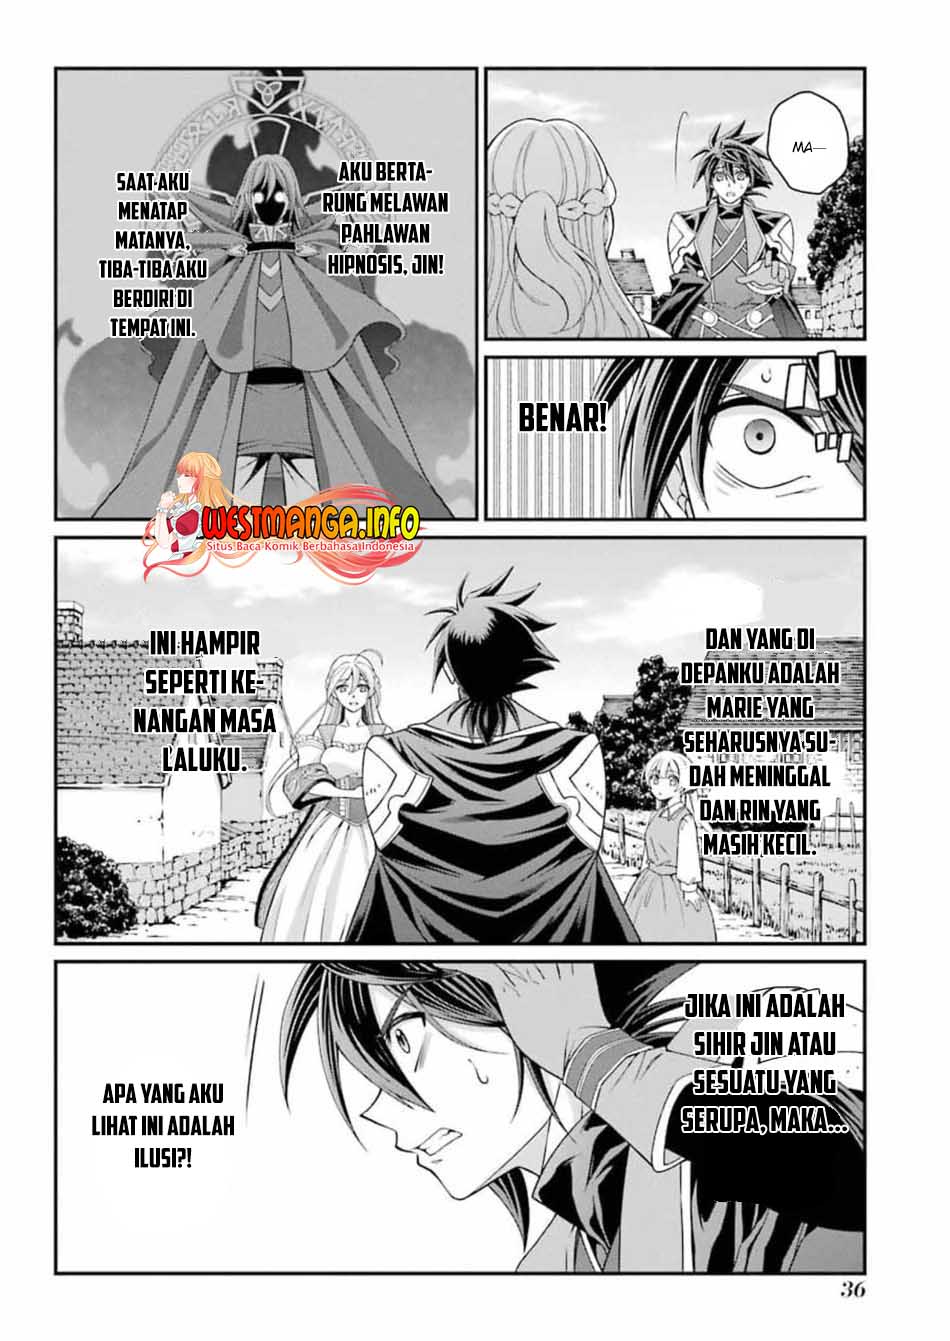 MA—
BENAR!
AKU BERTA-
RUNG MELAWAN
PAHLAWAN
HIPNOSIS, JIN!
SAAT AKU
MENATAP
MATANYA,
TIBA-TIBA AKU
BERDIRI DI
TEMPAT INI.
WESTMANGA.INFO
Situs Baca Komik Berbahasa Indonesia
DAN YANG DI
DEPANKU ADALAH
MARIE YANG
SEHARUSNYA SU-
DAH MENINGGAL
DAN RIN YANG
MASIH KECIL.
INI HAMPIR
SEPERTI KE-
NANGAN MASA
LALUKU.
JIKA INI ADALAH
SIHIR JIN ATAU
SESUATU YANG
SERUPA, MAKA...
APA YANG AKU
LIHAT INI ADALAH
ILUSI?!
36